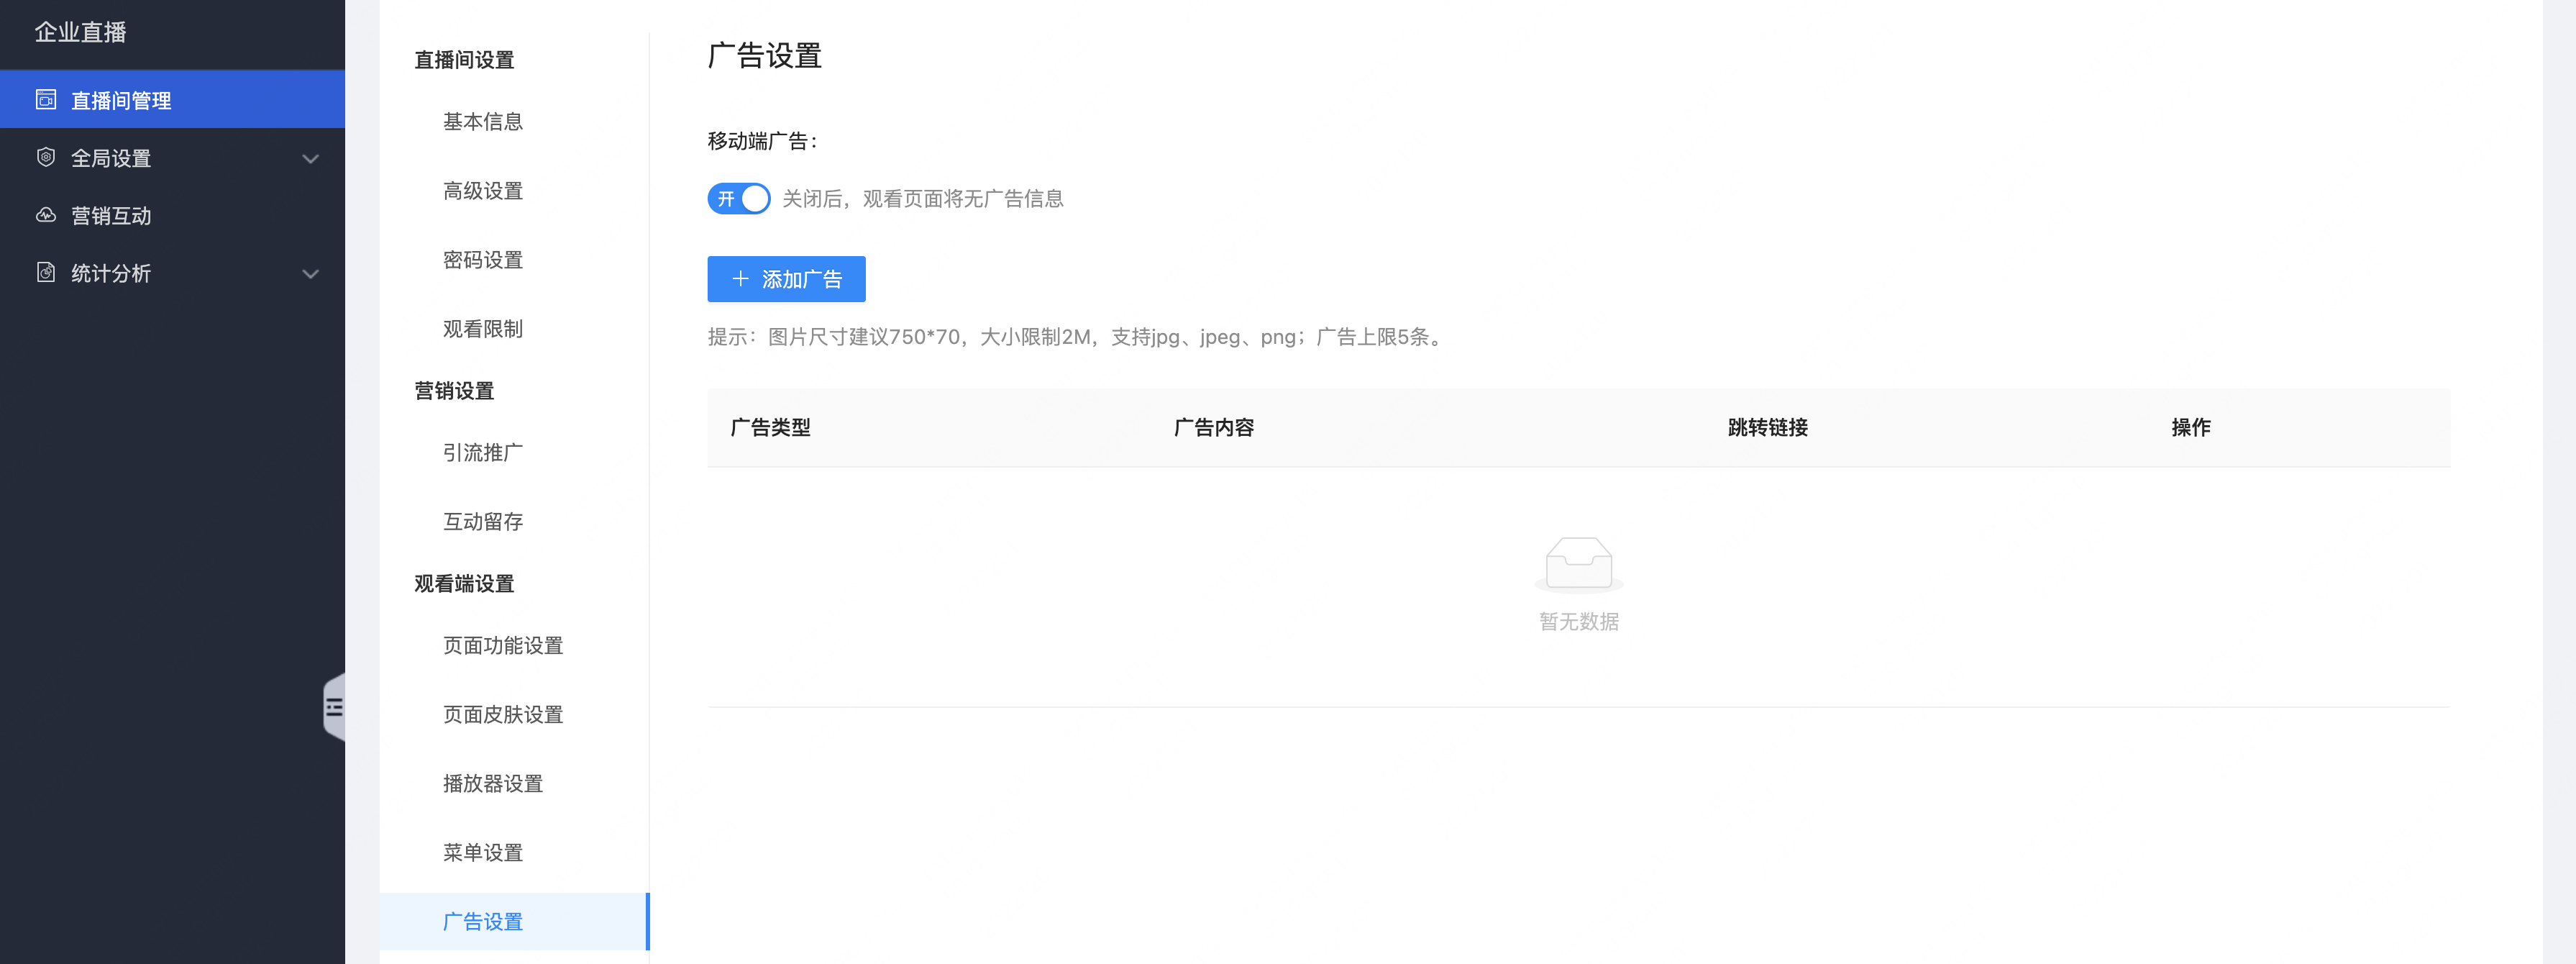 企业直播
直播间管理
全局设置
营销互动
统计分析
直播间设置
基本信息
高级设置
密码设置
观看限制
营销设置
引流推广
互动留存
观看端设置
页面功能设置
页面皮肤设置
播放器设置
菜单设置
广告设置
广告设置
移动端广告：
开 关闭后，观看页面将无广告信息
添加广告
提示：图片尺寸建议750*70，大小限制2M，支持jpg、jpeg、png；广告上限5条。
广告类型 广告内容 跳转链接 操作
暂无数据